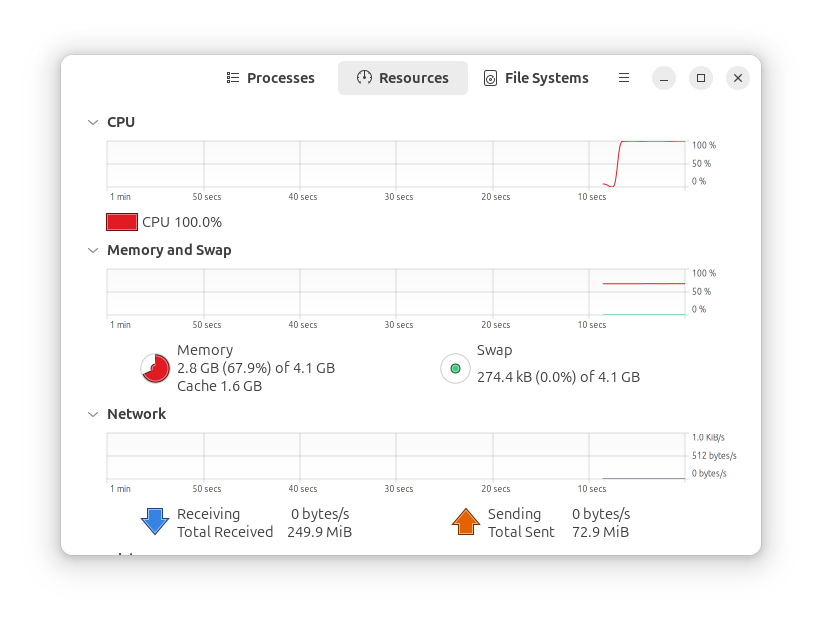 Processes Resources File Systems
CPU
100 %
50 %
0 %
1 min 50 secs 40 secs 30 secs 20 secs 10 secs
CPU 100.0%
Memory and Swap
100 %
50 %
0 %
1 min 50 secs 40 secs 30 secs 20 secs 10 secs
Memory
2.8 GB (67.9%) of 4.1 GB
Cache 1.6 GB
Swap
274.4 kB (0.0%) of 4.1 GB
Network
1.0 KiB/s
512 bytes/s
0 bytes/s
1 min 50 secs 40 secs 30 secs 20 secs 10 secs
Receiving 0 bytes/s
Total Received 249.9 MiB
Sending 0 bytes/s
Total Sent 72.9 MiB